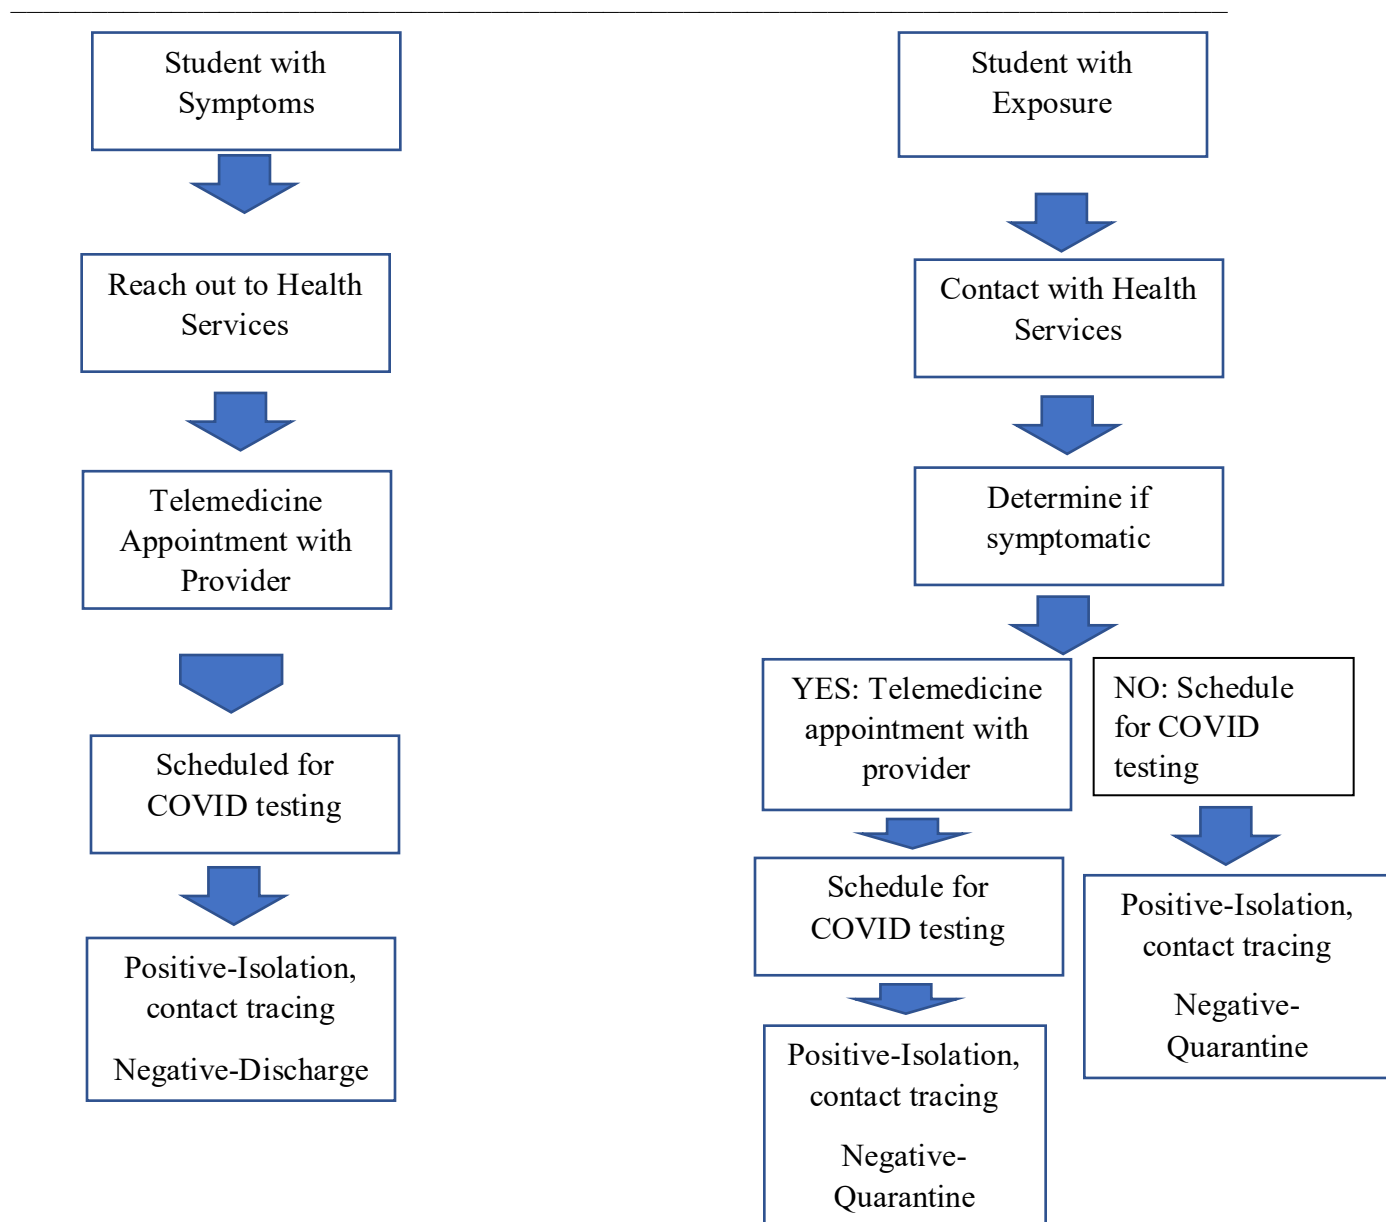 Student with
Symptoms
Reach out to Health
Services
Telemedicine
Appointment with
Provider
Scheduled for
COVID testing
Positive-Isolation,
contact tracing
Negative-Discharge
Student with
Exposure
Contact with Health
Services
Determine if
symptomatic
YES: Telemedicine
appointment with
provider
Schedule for
COVID testing
Positive-Isolation,
contact tracing
Negative-
Quarantine
NO: Schedule
for COVID
testing
Positive-Isolation,
contact tracing
Negative-
Quarantine